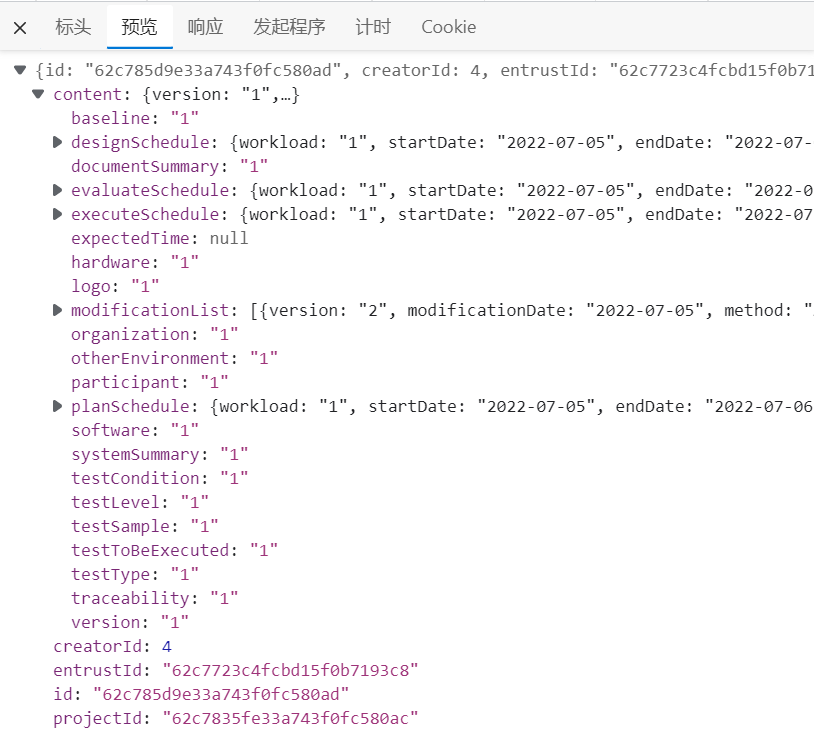 × 标头 预览 响应 发起程序 计时 Cookie
▼ {id: "62c785d9e33a743f0fc580ad", creatorId: 4, entrustId: "62c7723c4fcbd15f0b71
▼ content: {version: "1",…}
baseline: "1"
▶ designSchedule: {workload: "1", startDate: "2022-07-05", endDate: "2022-07-
documentSummary: "1"
▶ evaluateSchedule: {workload: "1", startDate: "2022-07-05", endDate: "2022-0
▶ executeSchedule: {workload: "1", startDate: "2022-07-05", endDate: "2022-07
expectedTime: null
hardware: "1"
logo: "1"
▶ modificationList: [{version: "2", modificationDate: "2022-07-05", method: "
organization: "1"
otherEnvironment: "1"
participant: "1"
▶ planSchedule: {workload: "1", startDate: "2022-07-05", endDate: "2022-07-06
software: "1"
systemSummary: "1"
testCondition: "1"
testLevel: "1"
testSample: "1"
testToBeExecuted: "1"
testType: "1"
traceability: "1"
version: "1"
creatorId: 4
entrustId: "62c7723c4fcbd15f0b7193c8"
id: "62c785d9e33a743f0fc580ad"
projectId: "62c7835fe33a743f0fc580ac"